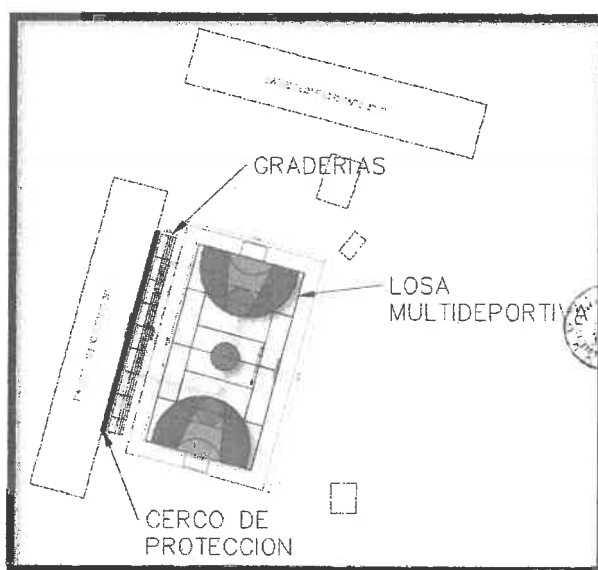 GRADERIAS
LOSA
MULTIDEPORTIVA
CERCO DE
PROTECCION